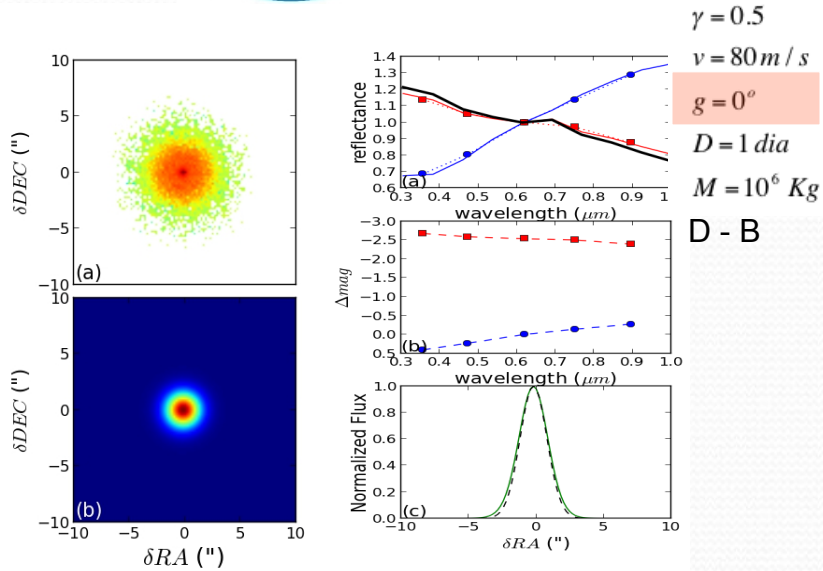 10
5
0
−5
−10
δDEC (")
(a)
10
5
0
−5
−10
δDEC (")
(b)
−10
−5
0
5
10
δRA (")
1.4
1.3
1.2
1.1
1.0
0.9
0.8
0.7
0.6
reflectance
(a)
0.3 0.4 0.5 0.6 0.7 0.8 0.9 1.0
wavelength (μm)
−3.0
−2.5
−2.0
−1.5
−1.0
−0.5
0.0
0.5
Δmag
(b)
0.3 0.4 0.5 0.6 0.7 0.8 0.9 1.0
wavelength (μm)
1.0
0.8
0.6
0.4
0.2
0.0
Normalized Flux
(c)
−10 −5 0 5 10
δRA (")
γ = 0.5
v = 80 m / s
g = 0°
D = 1 dia
M = 10⁶ Kg
D - B